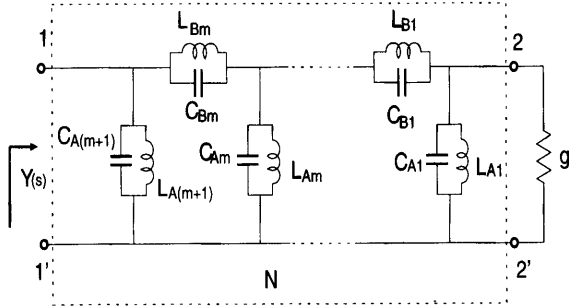 L_Bm
L_B1
1
2
C_Bm
C_B1
C_A(m+1)
L_A(m+1)
C_Am
L_Am
C_A1
L_A1
g
Y(s)
1'
2'
N